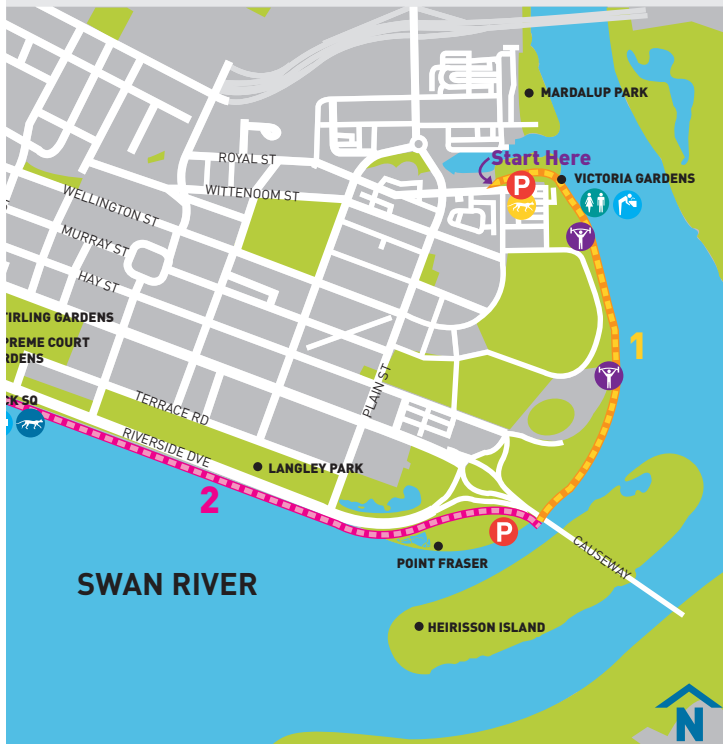 MARDALUP PARK
ROYAL ST
Start Here
P
VICTORIA GARDENS
WITTENOOM ST
WELLINGTON ST
MURRAY ST
HAY ST
TIRLING GARDENS
PREME COURT
RDENS
1
PLAIN ST
CK SQ
TERRACE RD
RIVERSIDE DVE
LANGLEY PARK
2
P
POINT FRASER
CAUSEWAY
SWAN RIVER
HEIRISSON ISLAND
N